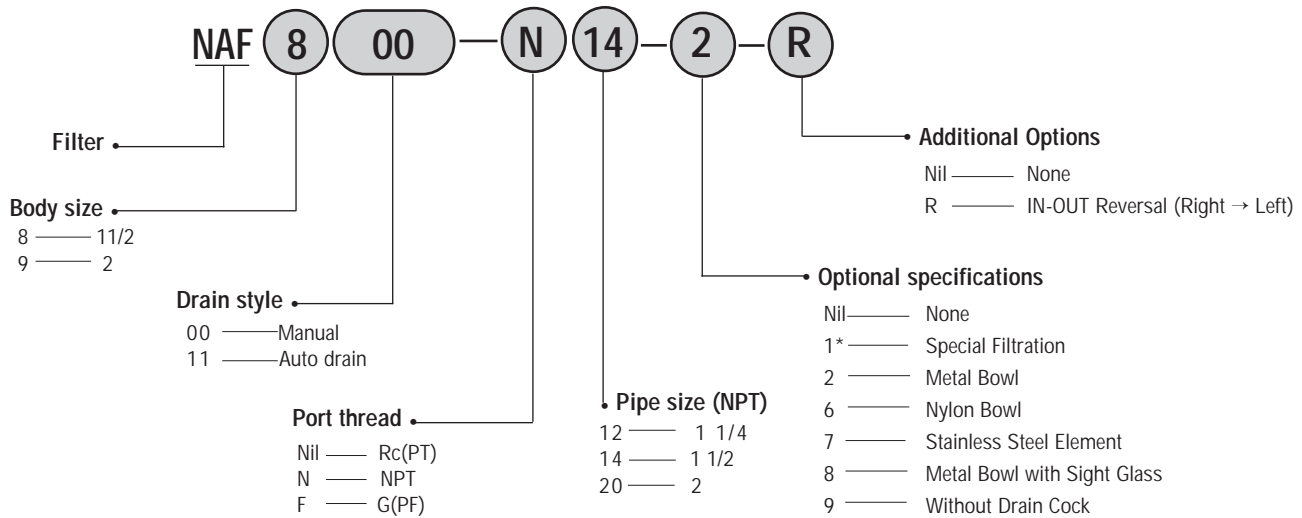 NAF 8 00 — N 14 — 2 — R
Filter
Body size
8 —— 11/2
9 —— 2
Drain style
00 —— Manual
11 —— Auto drain
Port thread
Nil —— Rc(PT)
N —— NPT
F —— G(PF)
Pipe size (NPT)
12 —— 1 1/4
14 —— 1 1/2
20 —— 2
Optional specifications
Nil —— None
1* —— Special Filtration
2 —— Metal Bowl
6 —— Nylon Bowl
7 —— Stainless Steel Element
8 —— Metal Bowl with Sight Glass
9 —— Without Drain Cock
Additional Options
Nil —— None
R —— IN-OUT Reversal (Right → Left)